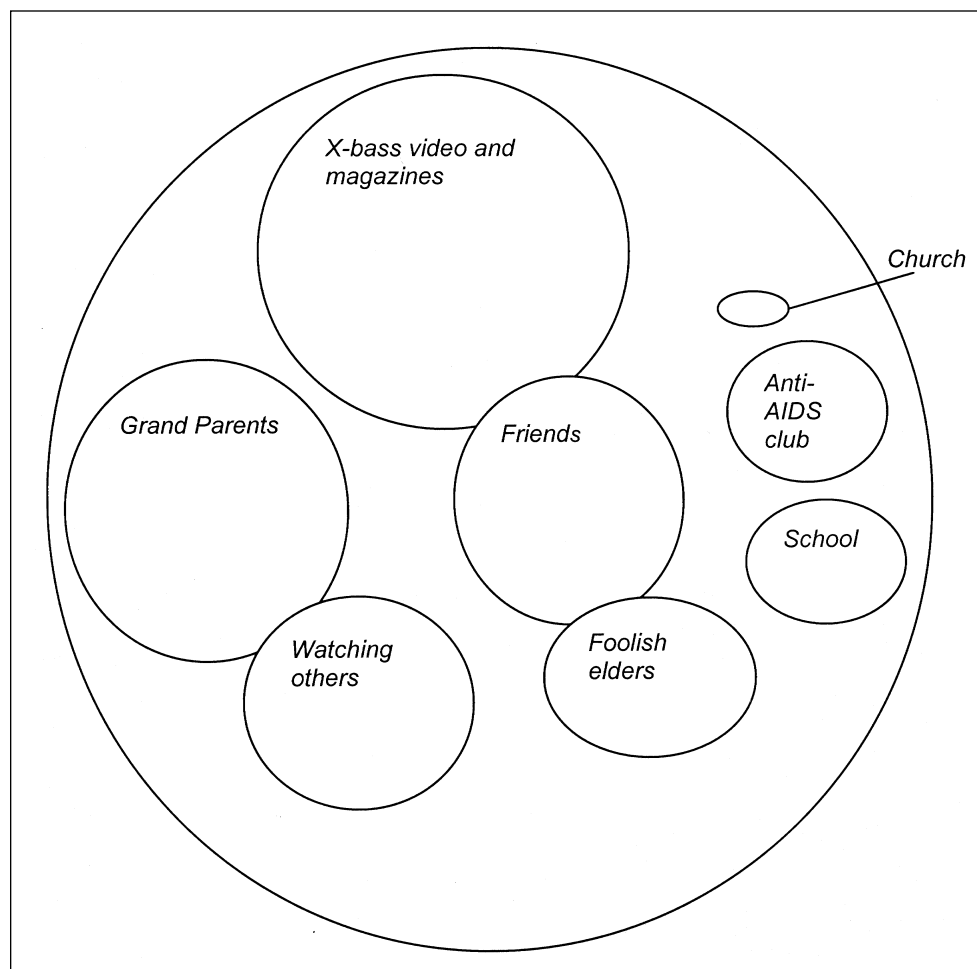 X-bass video and
magazines
Church
Anti-
AIDS
club
Grand Parents
Friends
School
Watching
others
Foolish
elders